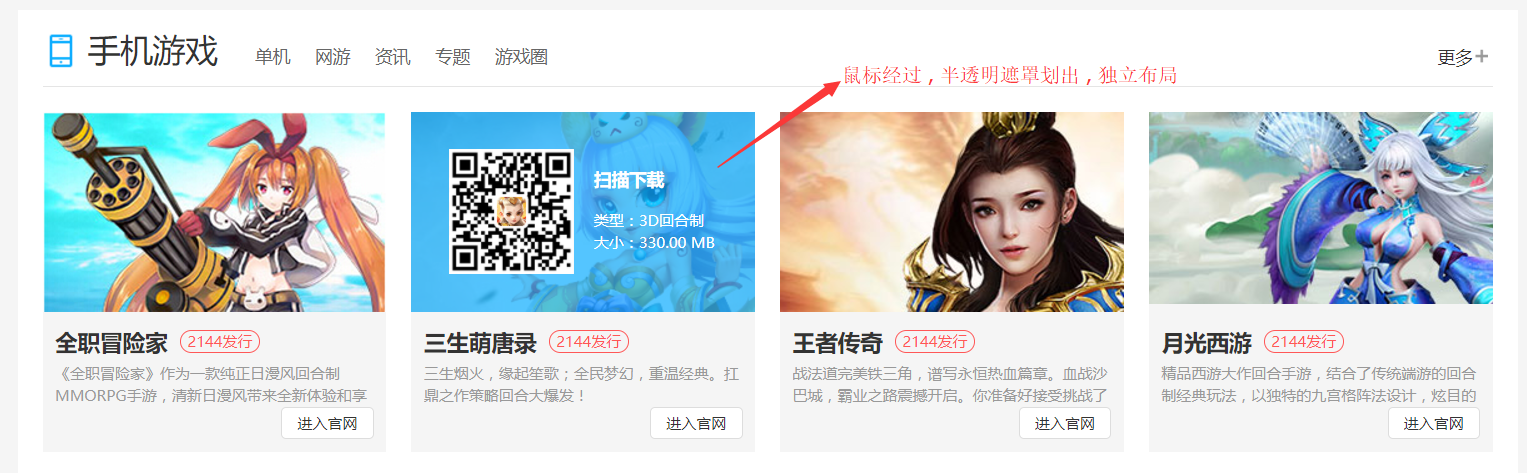 手机游戏 单机 网游 资讯 专题 游戏圈 更多+
鼠标经过，半透明遮罩划出，独立布局
扫描下载
类型：3D回合制
大小：330.00 MB
全职冒险家 2144发行
《全职冒险家》作为一款纯正日漫风回合制
MMORPG手游，清新日漫风带来全新体验和享
进入官网
三生萌唐录 2144发行
三生烟火，缘起笙歌；全民梦幻，重温经典。扛
鼎之作策略回合大爆发！
进入官网
王者传奇 2144发行
战法道完美铁三角，谱写永恒热血篇章。血战沙
巴城，霸业之路震撼开启。你准备好接受挑战了
进入官网
月光西游 2144发行
精品西游大作回合手游，结合了传统端游的回合
制经典玩法，以独特的九宫格阵法设计，炫目的
进入官网